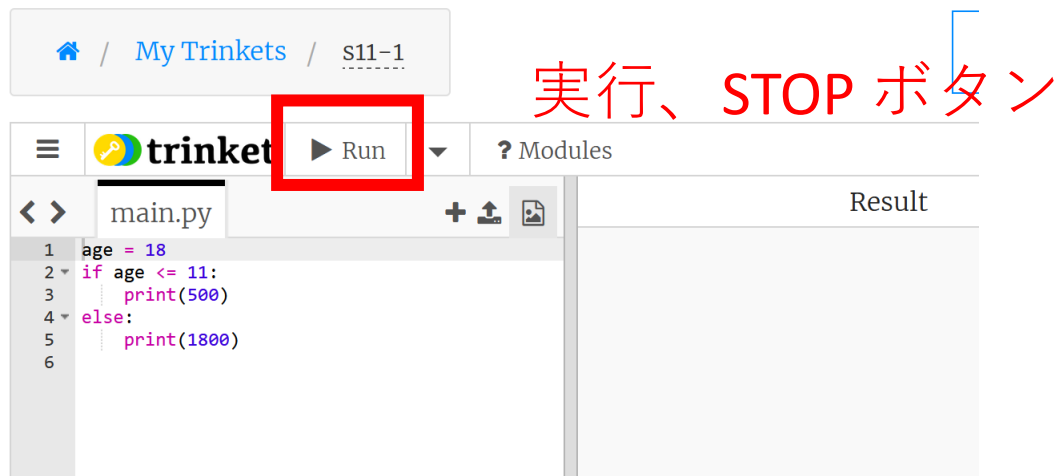 / My Trinkets / s11-1
実行、STOP ボタン
trinket Run ? Modules
main.py Result
1 age = 18
2 if age <= 11:
3 print(500)
4 else:
5 print(1800)
6